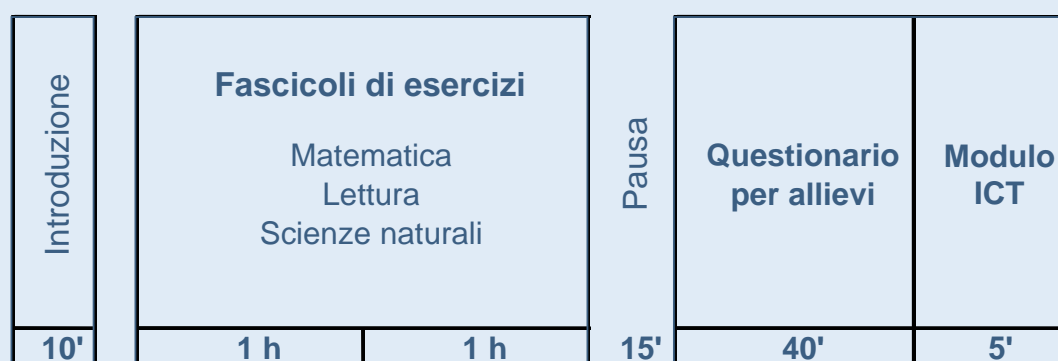 Introduzione
Fascicoli di esercizi
Matematica
Lettura
Scienze naturali
Pausa
Questionario
per allievi
Modulo
ICT
10'
1 h
1 h
15'
40'
5'